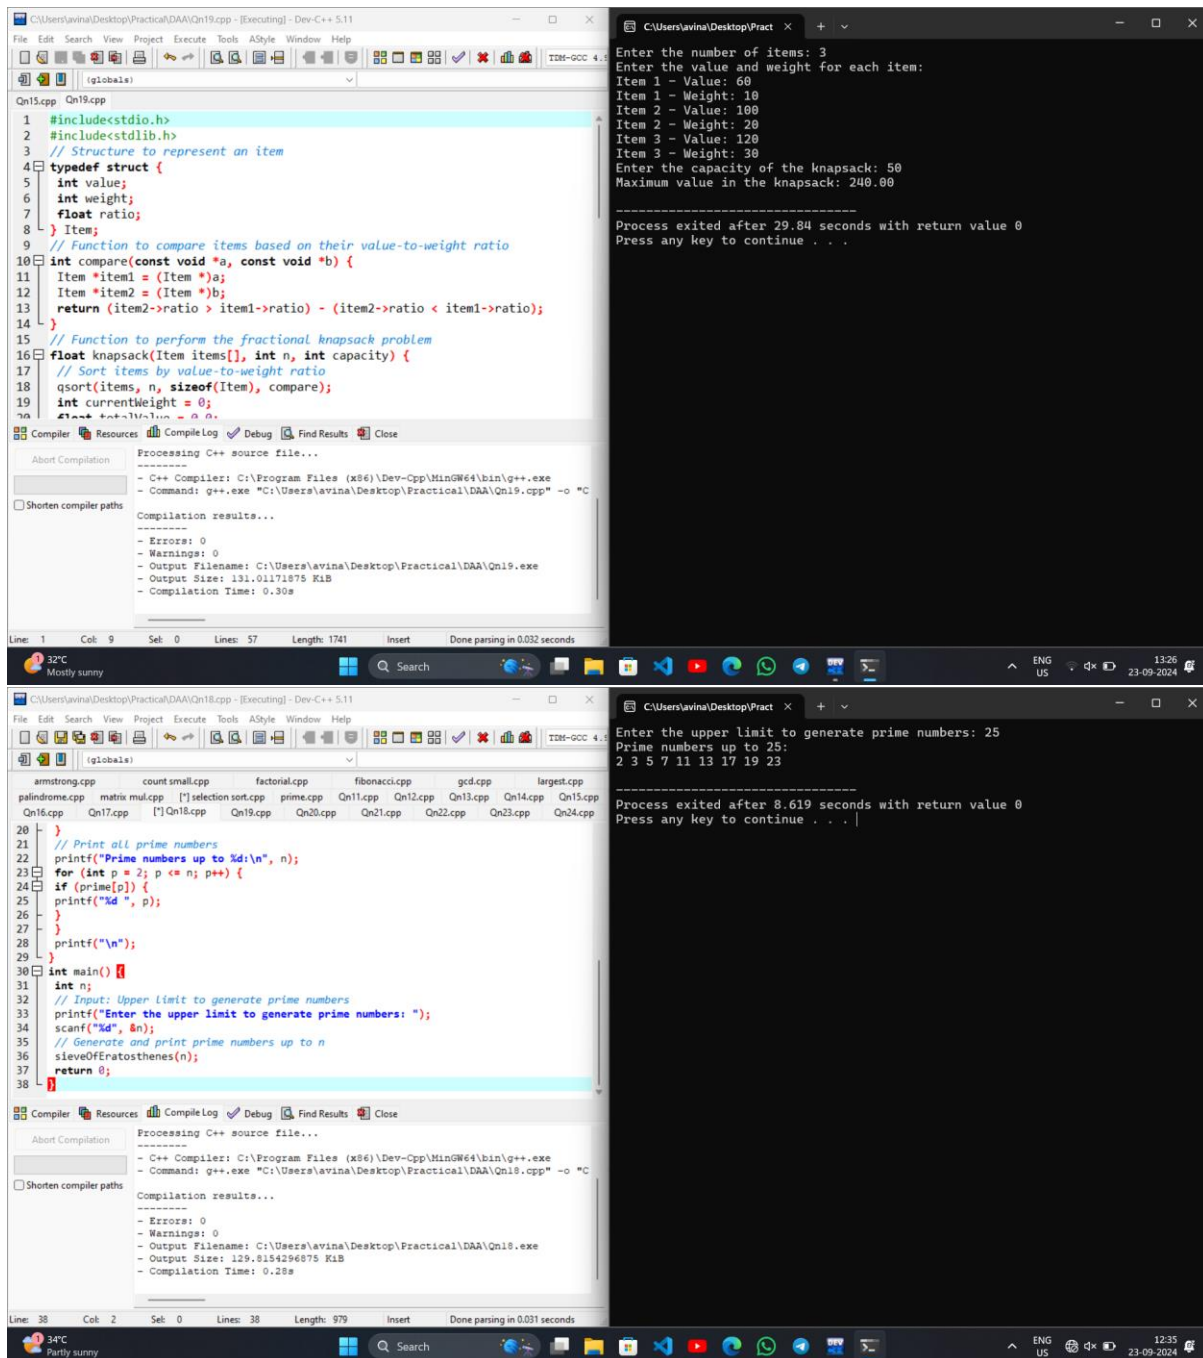 C:\Users\avina\Desktop\Practical\DAA\Qn19.cpp - [Executing] - Dev-C++ 5.11
File Edit Search View Project Execute Tools AStyle Window Help
TDM-GCC 4.9
(globals)
Qn15.cpp Qn19.cpp
1 #include<stdio.h>
2 #include<stdlib.h>
3 // Structure to represent an item
4 typedef struct {
5 int value;
6 int weight;
7 float ratio;
8 } Item;
9 // Function to compare items based on their value-to-weight ratio
10 int compare(const void *a, const void *b) {
11 Item *item1 = (Item *)a;
12 Item *item2 = (Item *)b;
13 return (item2->ratio > item1->ratio) - (item2->ratio < item1->ratio);
14 }
15 // Function to perform the fractional knapsack problem
16 float knapsack(Item items[], int n, int capacity) {
17 // Sort items by value-to-weight ratio
18 qsort(items, n, sizeof(Item), compare);
19 int currentWeight = 0;
20 float totalValue = 0.0;
Compiler Resources Compile Log Debug Find Results Close
Abort Compilation
Shorten compiler paths
Processing C++ source file...
--------
- C++ Compiler: C:\Program Files (x86)\Dev-Cpp\MinGW64\bin\g++.exe
- Command: g++.exe "C:\Users\avina\Desktop\Practical\DAA\Qn19.cpp" -o "C
Compilation results...
--------
- Errors: 0
- Warnings: 0
- Output Filename: C:\Users\avina\Desktop\Practical\DAA\Qn19.exe
- Output Size: 131.01171875 KiB
- Compilation Time: 0.30s
Line: 1 Col: 9 Sel: 0 Lines: 57 Length: 1741 Insert Done parsing in 0.032 seconds
C:\Users\avina\Desktop\Pract
Enter the number of items: 3
Enter the value and weight for each item:
Item 1 - Value: 60
Item 1 - Weight: 10
Item 2 - Value: 100
Item 2 - Weight: 20
Item 3 - Value: 120
Item 3 - Weight: 30
Enter the capacity of the knapsack: 50
Maximum value in the knapsack: 240.00
--------------------------------
Process exited after 29.84 seconds with return value 0
Press any key to continue . . .
1 32°C
Mostly sunny
Search
DEV
ENG
US
13:26
23-09-2024
C:\Users\avina\Desktop\Practical\DAA\Qn18.cpp - [Executing] - Dev-C++ 5.11
File Edit Search View Project Execute Tools AStyle Window Help
TDM-GCC 4.9
(globals)
armstrong.cpp count small.cpp factorial.cpp fibonacci.cpp gcd.cpp largest.cpp
palindrome.cpp matrix mul.cpp [*] selection sort.cpp prime.cpp Qn11.cpp Qn12.cpp Qn13.cpp Qn14.cpp Qn15.cpp
Qn16.cpp Qn17.cpp [*] Qn18.cpp Qn19.cpp Qn20.cpp Qn21.cpp Qn22.cpp Qn23.cpp Qn24.cpp
20 }
21 // Print all prime numbers
22 printf("Prime numbers up to %d:\n", n);
23 for (int p = 2; p <= n; p++) {
24 if (prime[p]) {
25 printf("%d ", p);
26 }
27 }
28 printf("\n");
29 }
30 int main() {
31 int n;
32 // Input: Upper limit to generate prime numbers
33 printf("Enter the upper limit to generate prime numbers: ");
34 scanf("%d", &n);
35 // Generate and print prime numbers up to n
36 sieveOfEratosthenes(n);
37 return 0;
38 }
Compiler Resources Compile Log Debug Find Results Close
Abort Compilation
Shorten compiler paths
Processing C++ source file...
--------
- C++ Compiler: C:\Program Files (x86)\Dev-Cpp\MinGW64\bin\g++.exe
- Command: g++.exe "C:\Users\avina\Desktop\Practical\DAA\Qn18.cpp" -o "C
Compilation results...
--------
- Errors: 0
- Warnings: 0
- Output Filename: C:\Users\avina\Desktop\Practical\DAA\Qn18.exe
- Output Size: 129.8154296875 KiB
- Compilation Time: 0.28s
Line: 38 Col: 2 Sel: 0 Lines: 38 Length: 979 Insert Done parsing in 0.031 seconds
C:\Users\avina\Desktop\Pract
Enter the upper limit to generate prime numbers: 25
Prime numbers up to 25:
2 3 5 7 11 13 17 19 23
--------------------------------
Process exited after 8.619 seconds with return value 0
Press any key to continue . . .
1 34°C
Partly sunny
Search
DEV
ENG
US
12:35
23-09-2024